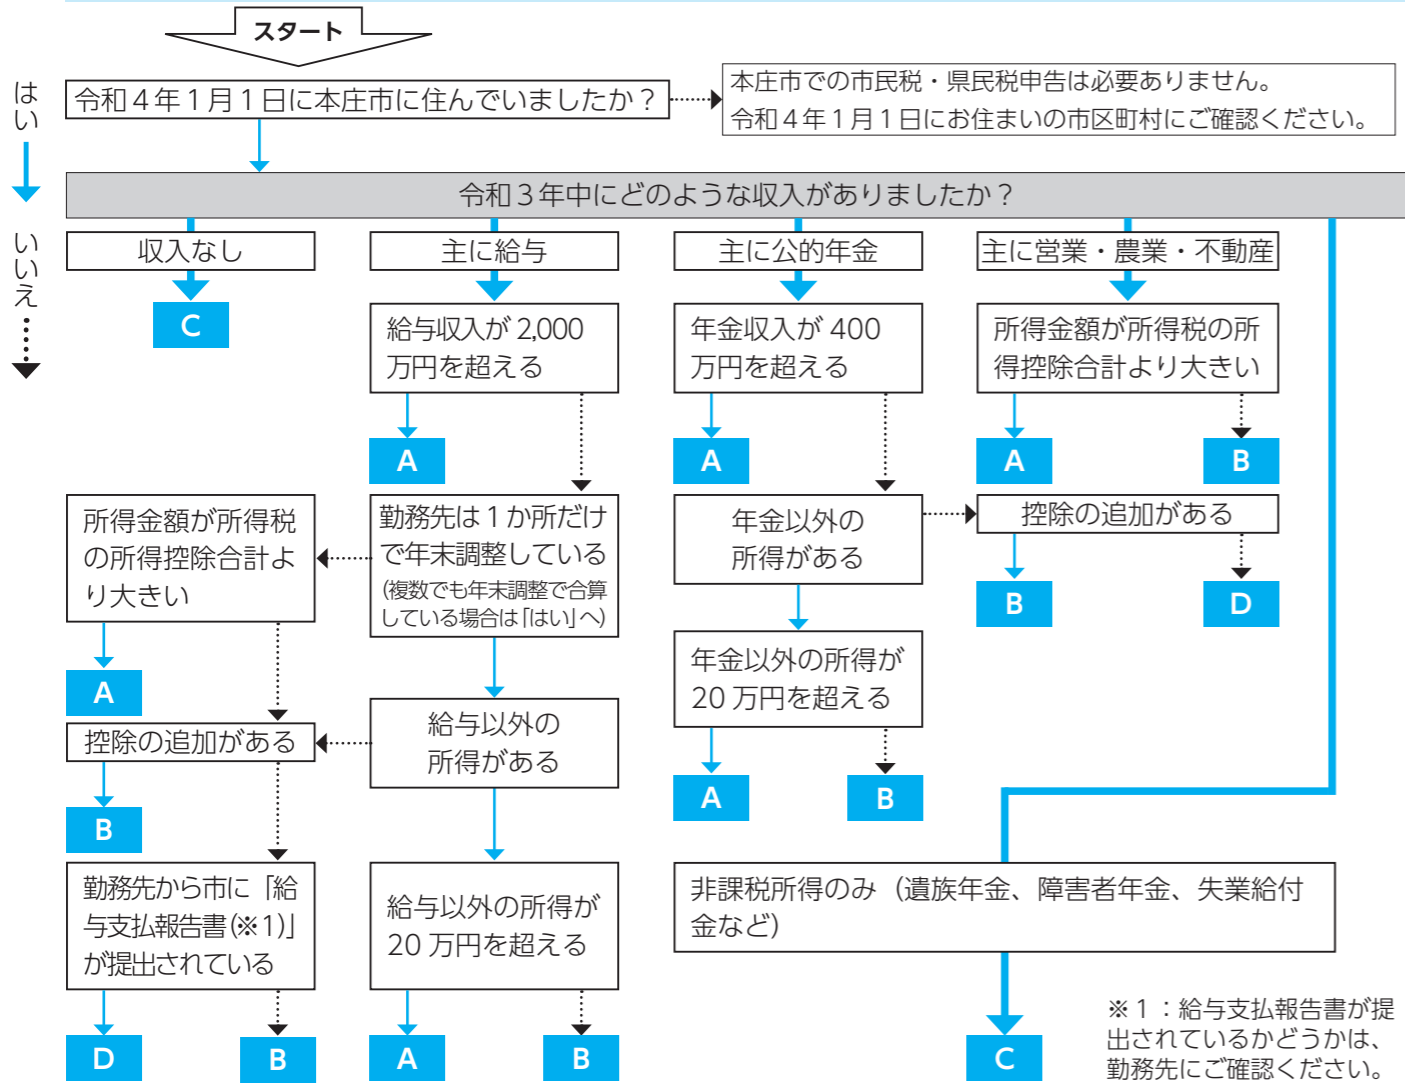 スタート
はい
いいえ
令和4年1月1日に本庄市に住んでいましたか？
本庄市での市民税・県民税申告は必要ありません。
令和4年1月1日にお住まいの市区町村にご確認ください。
令和3年中にどのような収入がありましたか？
収入なし
C
主に給与
給与収入が 2,000
万円を超える
A
勤務先は1か所だけ
で年末調整している
(複数でも年末調整で合算
している場合は「はい」へ)
所得金額が所得税
の所得控除合計よ
り大きい
A
控除の追加がある
B
勤務先から市に「給
与支払報告書(※1)」
が提出されている
D
B
給与以外の
所得がある
給与以外の所得が
20 万円を超える
A
B
主に公的年金
年金収入が 400
万円を超える
A
年金以外の
所得がある
年金以外の所得が
20 万円を超える
A
B
控除の追加がある
B
D
主に営業・農業・不動産
所得金額が所得税の所
得控除合計より大きい
A
B
非課税所得のみ（遺族年金、障害者年金、失業給付
金など）
C
※1：給与支払報告書が提
出されているかどうかは、
勤務先にご確認ください。